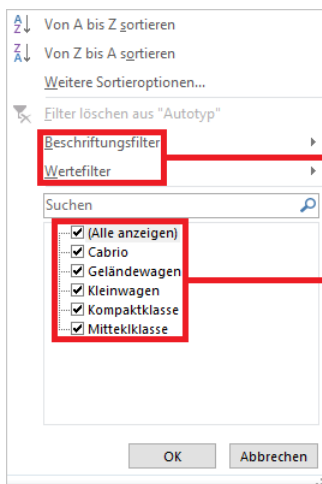 Von A bis Z sortieren
Von Z bis A sortieren
Weitere Sortieroptionen...
Filter löschen aus "Autotyp"
Beschriftungsfilter
Wertefilter
Suchen
(Alle anzeigen)
Cabrio
Geländewagen
Kleinwagen
Kompaktklasse
Mitteklklasse
OK Abbrechen